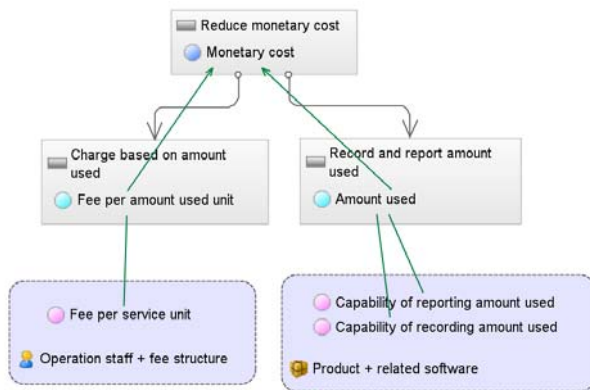 Reduce monetary cost
Monetary cost
Charge based on amount
used
Fee per amount used unit
Record and report amount
used
Amount used
Fee per service unit
Operation staff + fee structure
Capability of reporting amount used
Capability of recording amount used
Product + related software